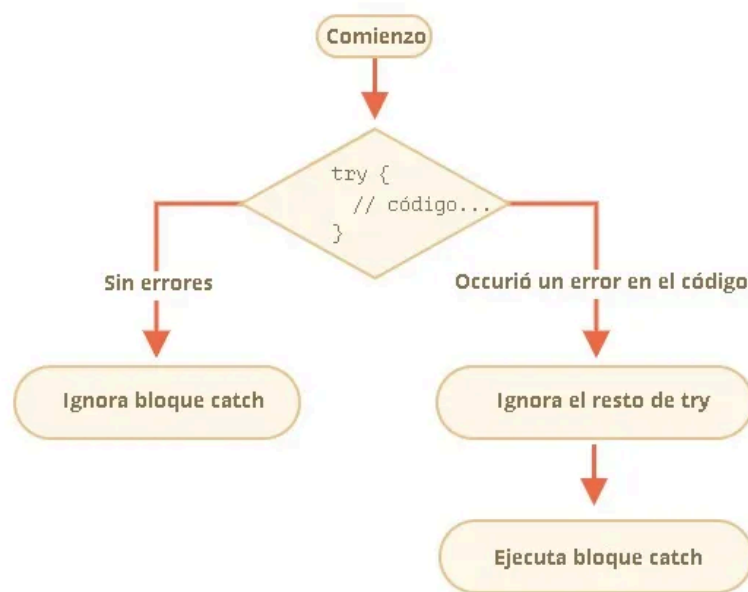 Comienzo
try {
// código...
}
Sin errores
Occurió un error en el código
Ignora bloque catch
Ignora el resto de try
Ejecuta bloque catch